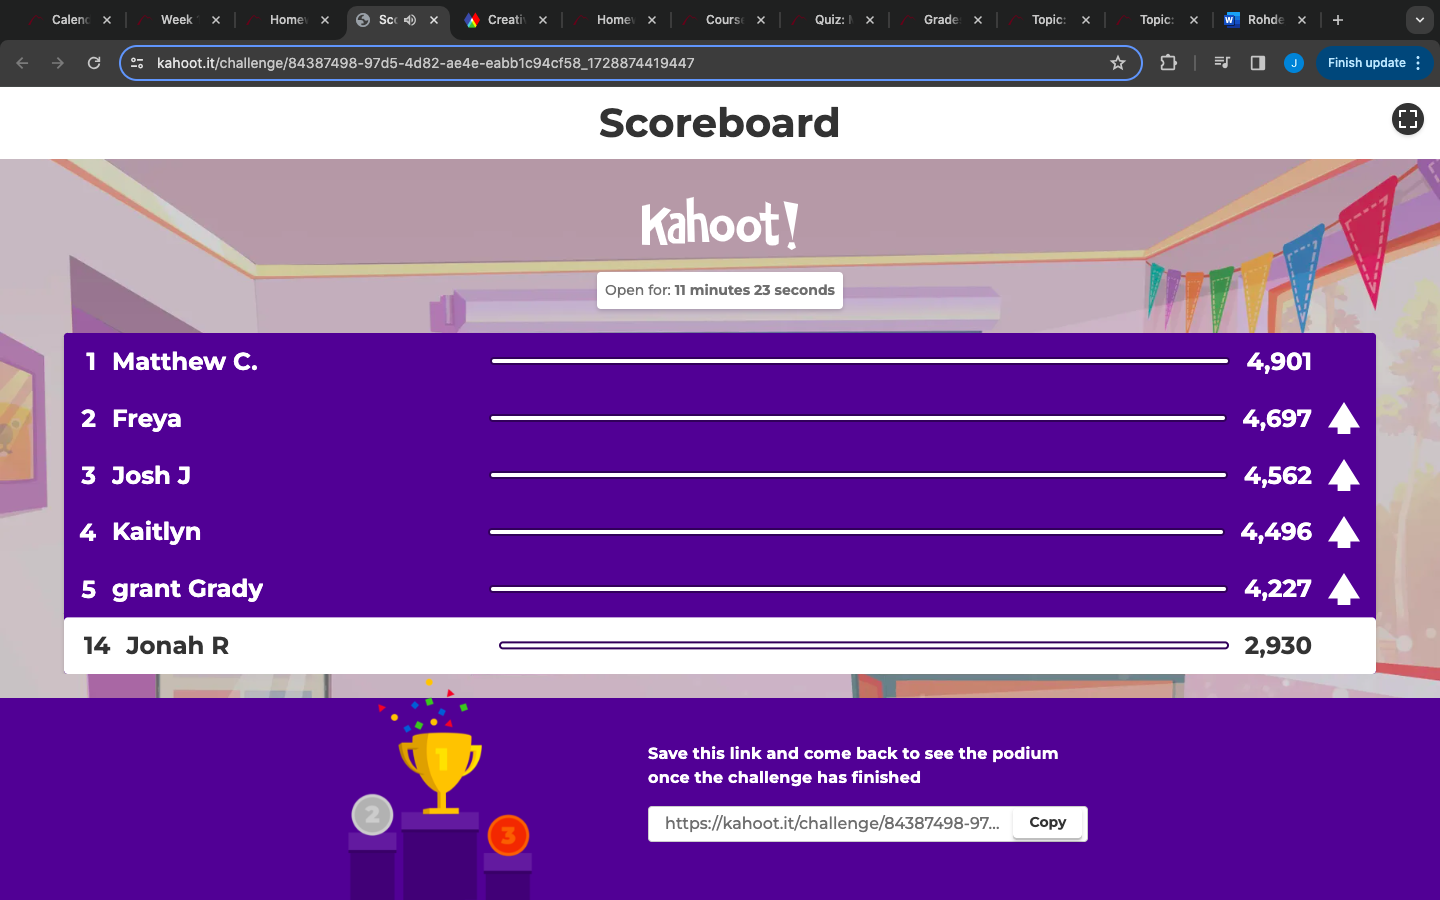 Calend
Week
Home
Sc
Creativ
Home
Course
Quiz:
Grade
Topic:
Topic:
Rohde
kahoot.it/challenge/84387498-97d5-4d82-ae4e-eabb1c94cf58_1728874419447
J
Finish update
Scoreboard
Kahoot!
Open for: 11 minutes 23 seconds
1 Matthew C. 4,901
2 Freya 4,697
3 Josh J 4,562
4 Kaitlyn 4,496
5 grant Grady 4,227
14 Jonah R 2,930
1
2
3
Save this link and come back to see the podium
once the challenge has finished
https://kahoot.it/challenge/84387498-97...
Copy